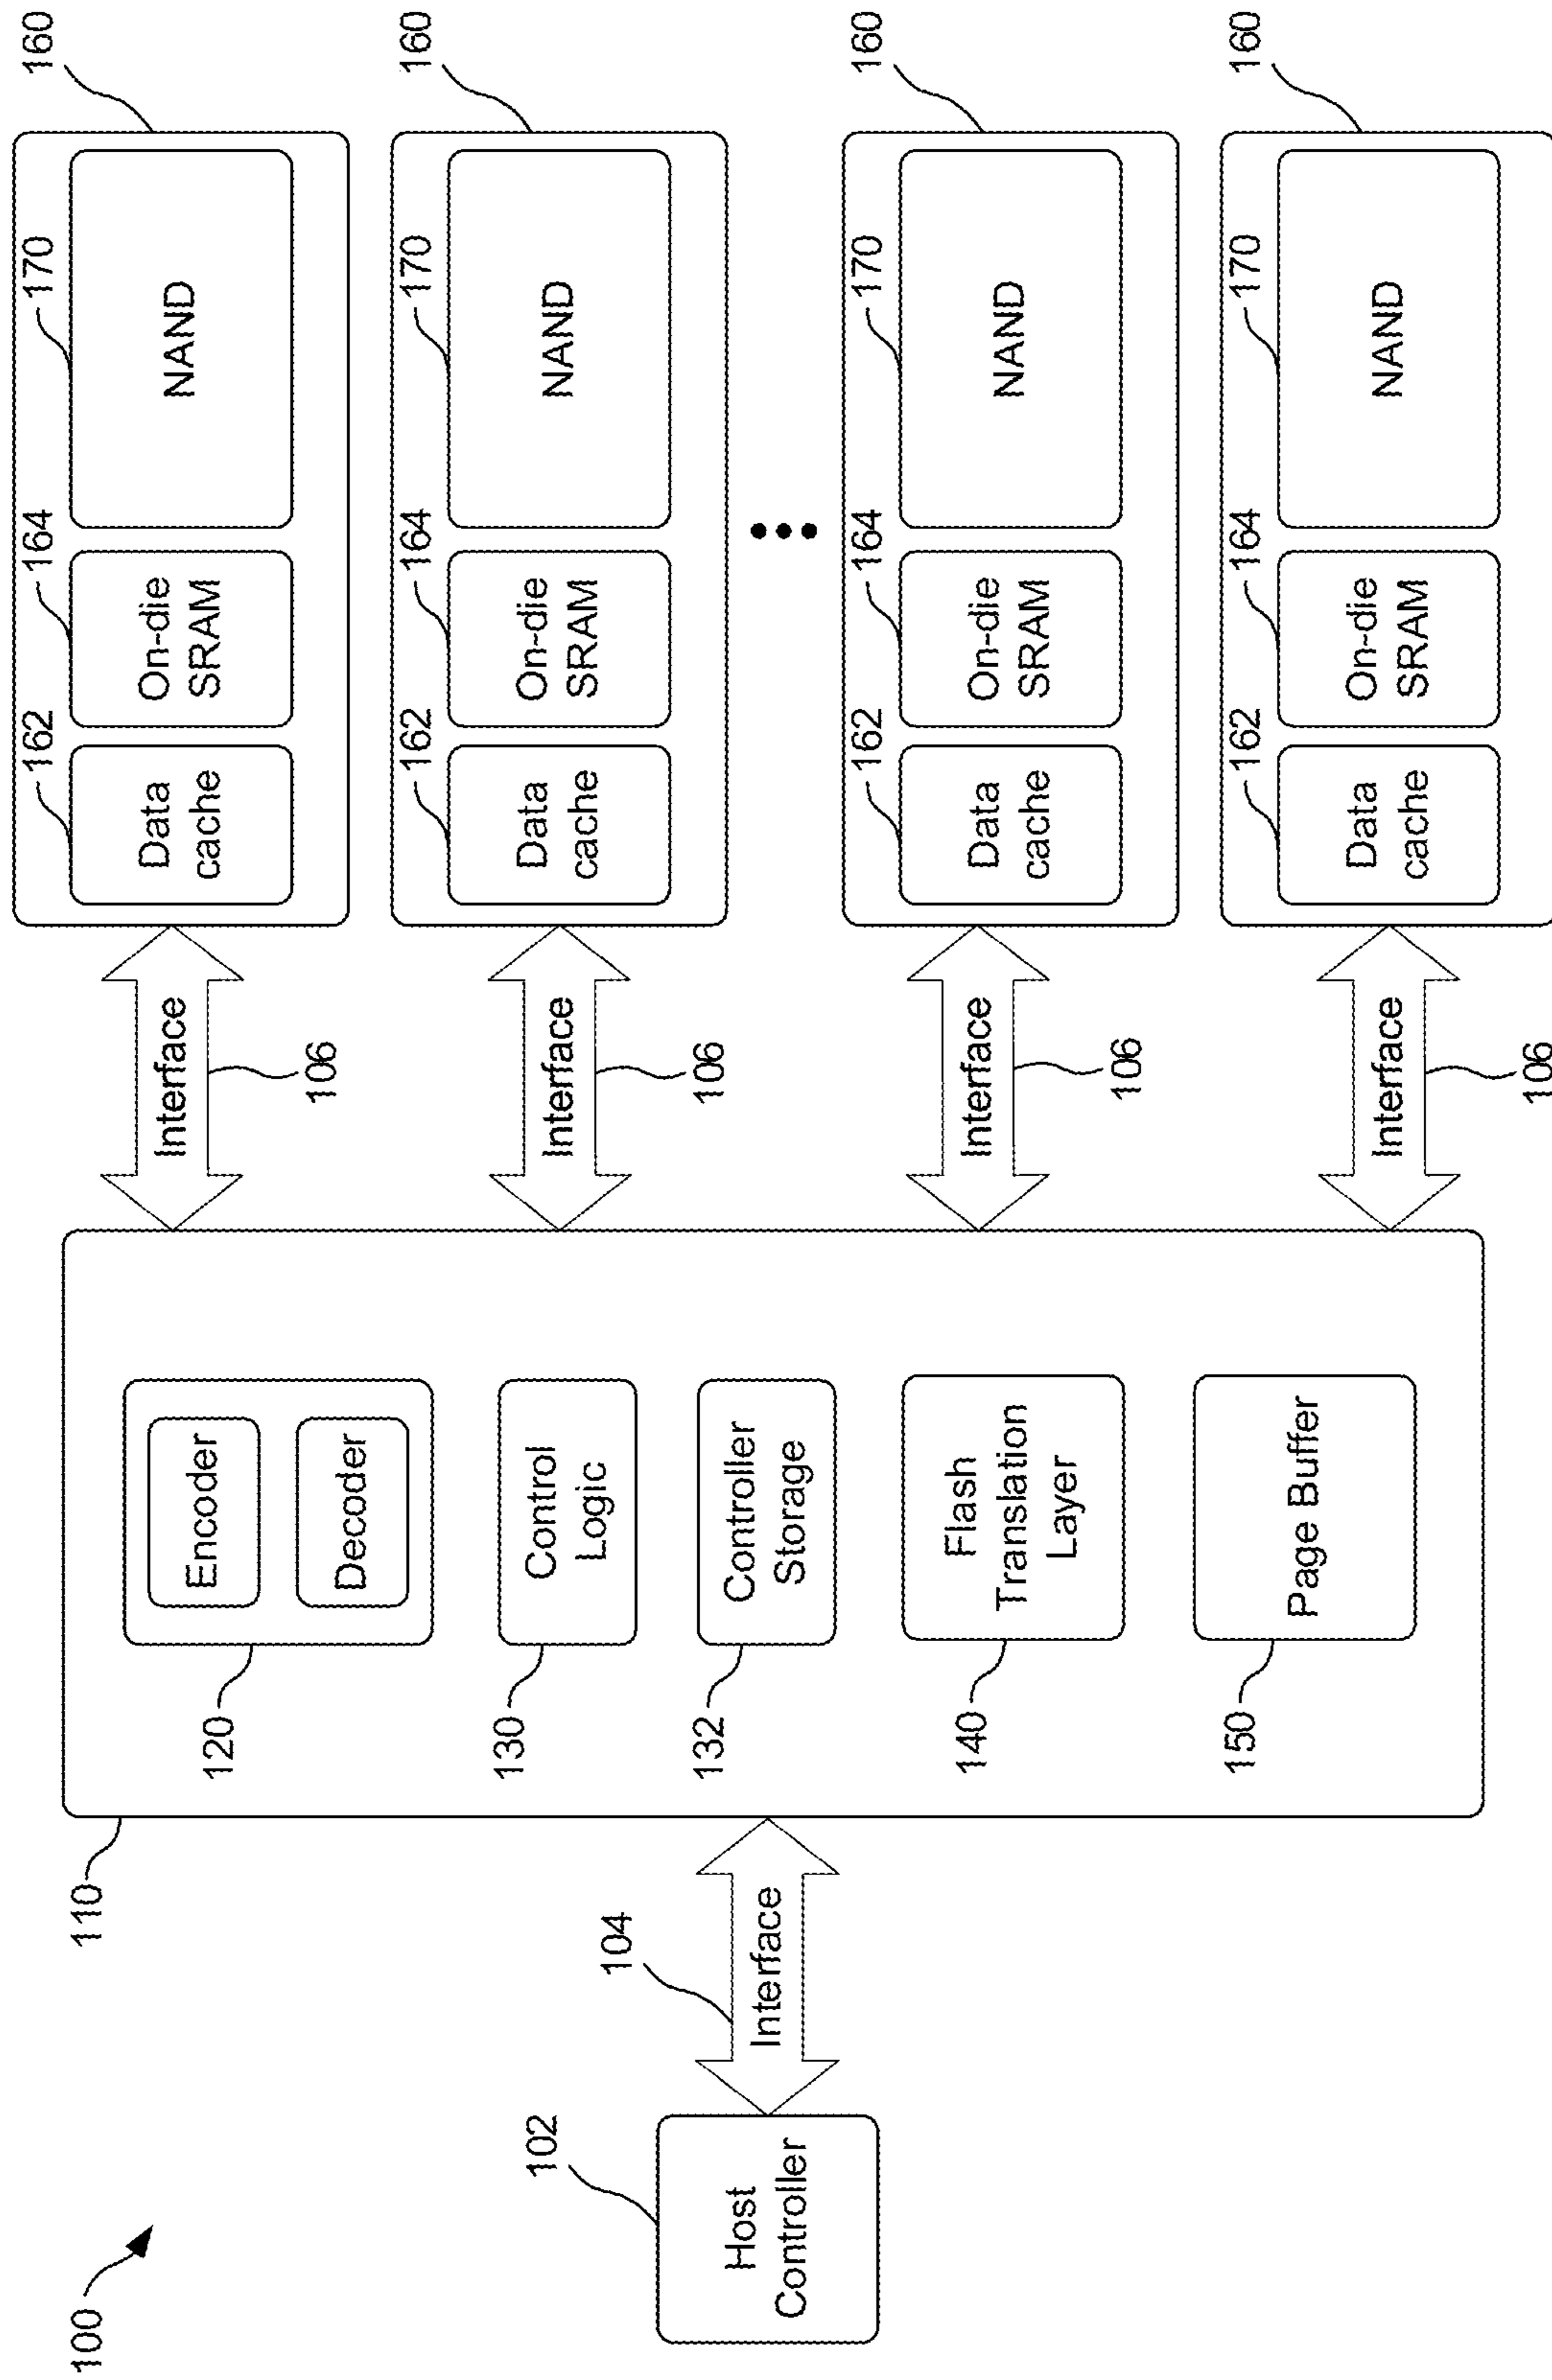 100
102
Host
Controller
104
Interface
110
120
Encoder
Decoder
130
Control
Logic
132
Controller
Storage
140
Flash
Translation
Layer
150
Page Buffer
Interface
106
Interface
106
Interface
106
Interface
106
160
162
Data
cache
164
On-die
SRAM
170
NAND
160
162
Data
cache
164
On-die
SRAM
170
NAND
160
162
Data
cache
164
On-die
SRAM
170
NAND
160
162
Data
cache
164
On-die
SRAM
170
NAND